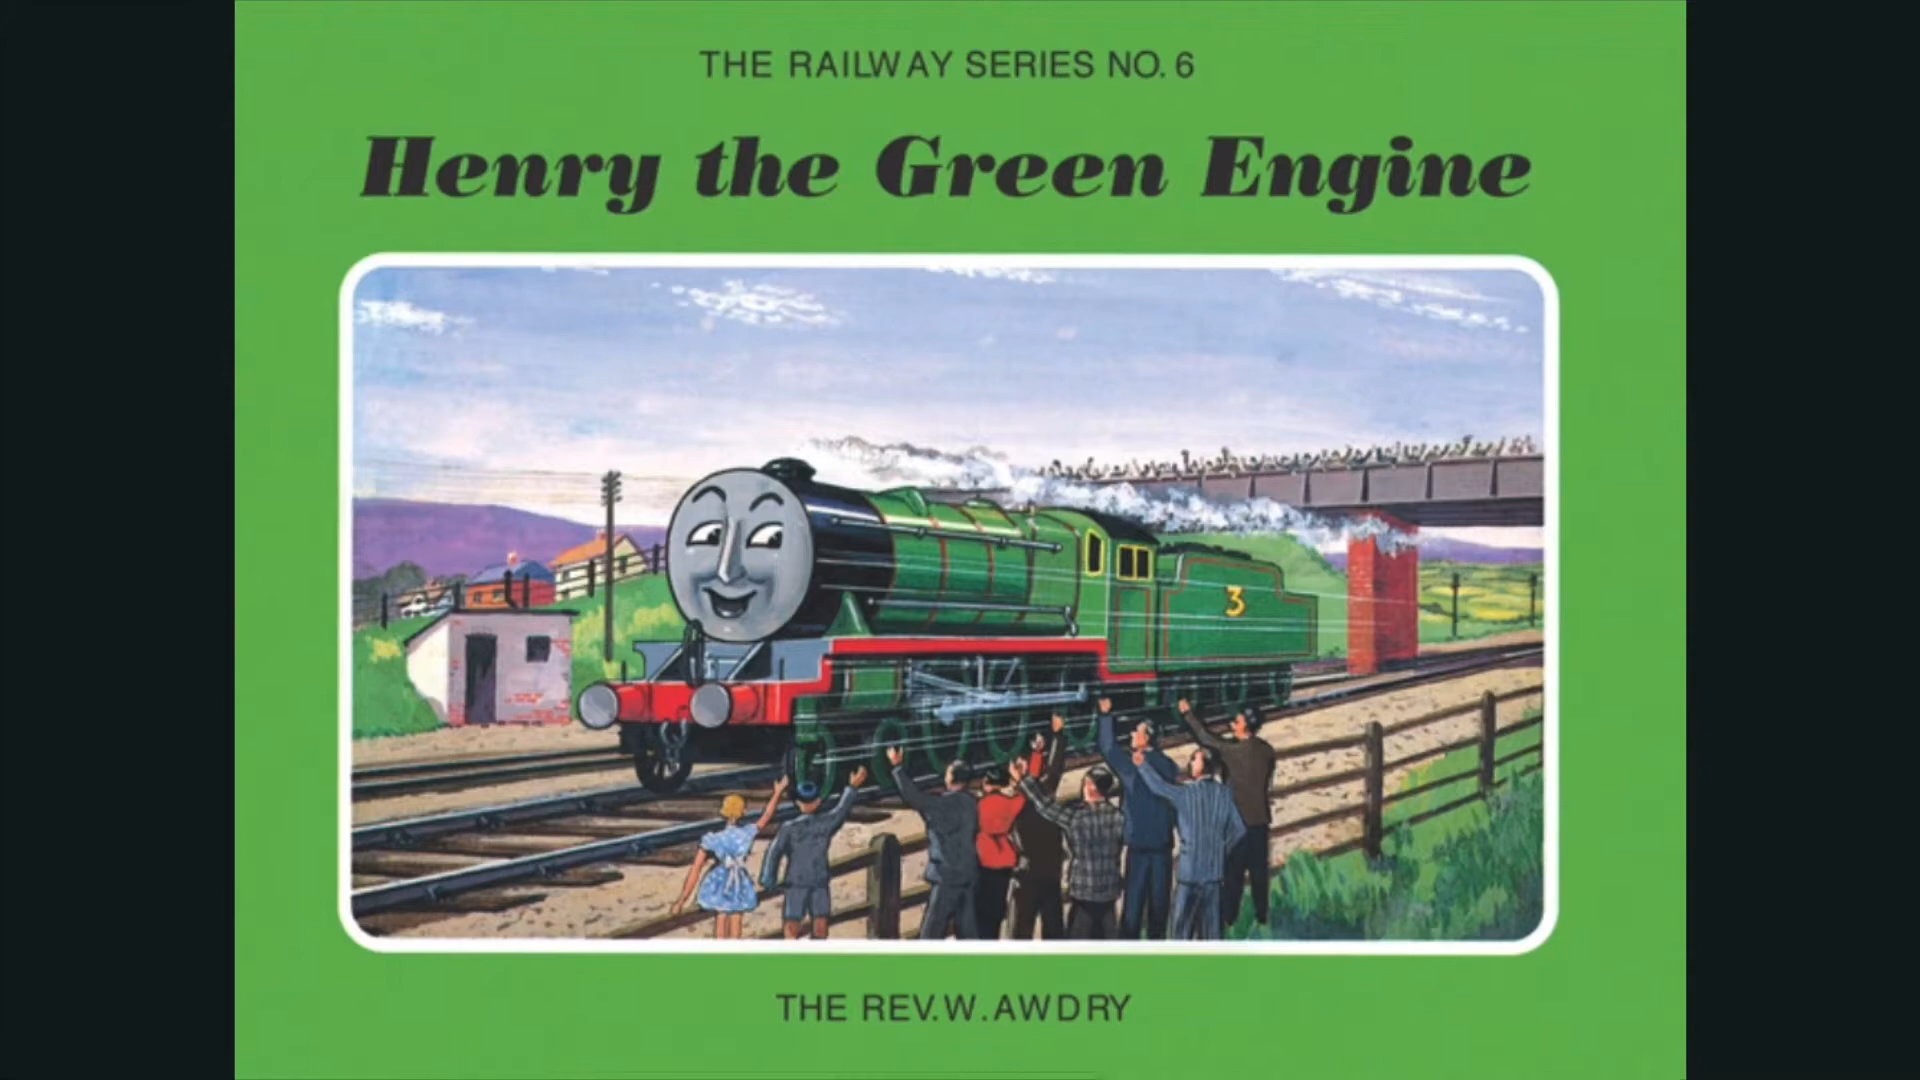 THE RAILWAY SERIES NO. 6
Henry the Green Engine
3
THE REV. W. AWDRY